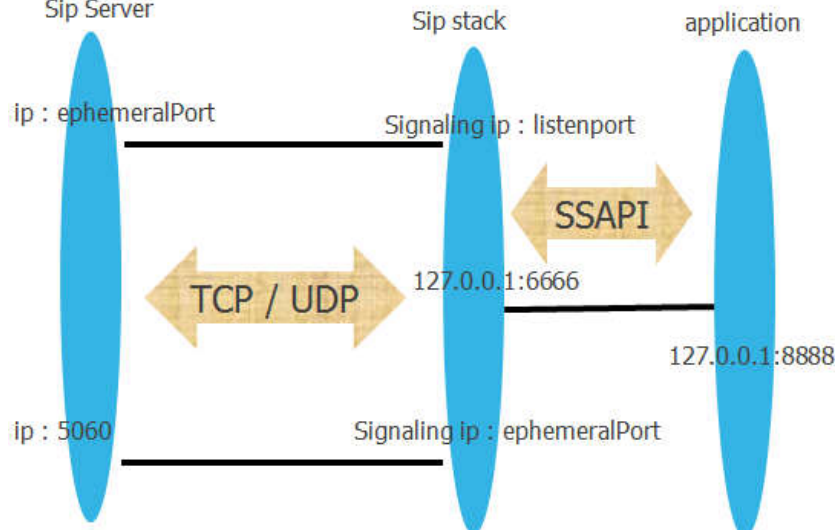 Sip Server
Sip stack
application
ip : ephemeralPort
Signaling ip : listenport
SSAPI
127.0.0.1:6666
TCP / UDP
127.0.0.1:8888
ip : 5060
Signaling ip : ephemeralPort